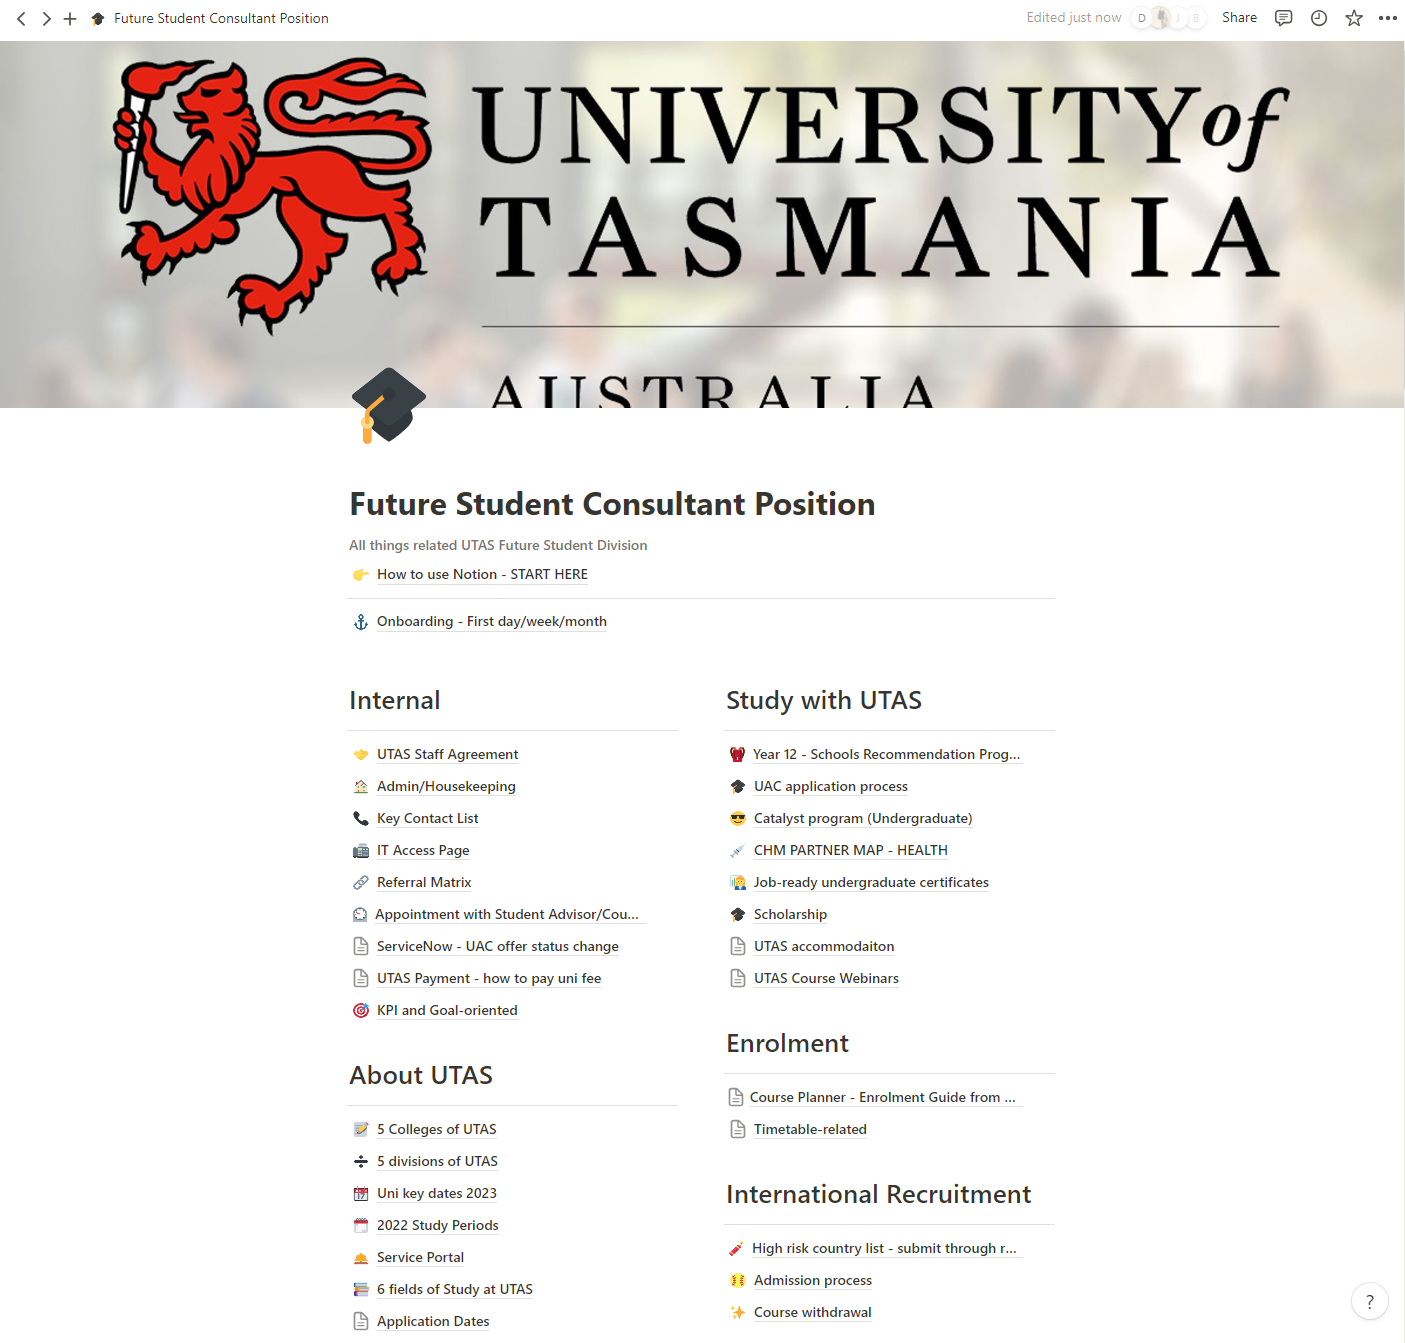 Future Student Consultant Position
Edited just now
D
J
B
Share
UNIVERSITY of
TASMANIA
AUSTRALIA
Future Student Consultant Position
All things related UTAS Future Student Division
How to use Notion - START HERE
Onboarding - First day/week/month
Internal
UTAS Staff Agreement
Admin/Housekeeping
Key Contact List
IT Access Page
Referral Matrix
Appointment with Student Advisor/Cou...
ServiceNow - UAC offer status change
UTAS Payment - how to pay uni fee
KPI and Goal-oriented
About UTAS
5 Colleges of UTAS
5 divisions of UTAS
Uni key dates 2023
2022 Study Periods
Service Portal
6 fields of Study at UTAS
Application Dates
Study with UTAS
Year 12 - Schools Recommendation Prog...
UAC application process
Catalyst program (Undergraduate)
CHM PARTNER MAP - HEALTH
Job-ready undergraduate certificates
Scholarship
UTAS accommodaiton
UTAS Course Webinars
Enrolment
Course Planner - Enrolment Guide from ...
Timetable-related
International Recruitment
High risk country list - submit through r...
Admission process
Course withdrawal
?